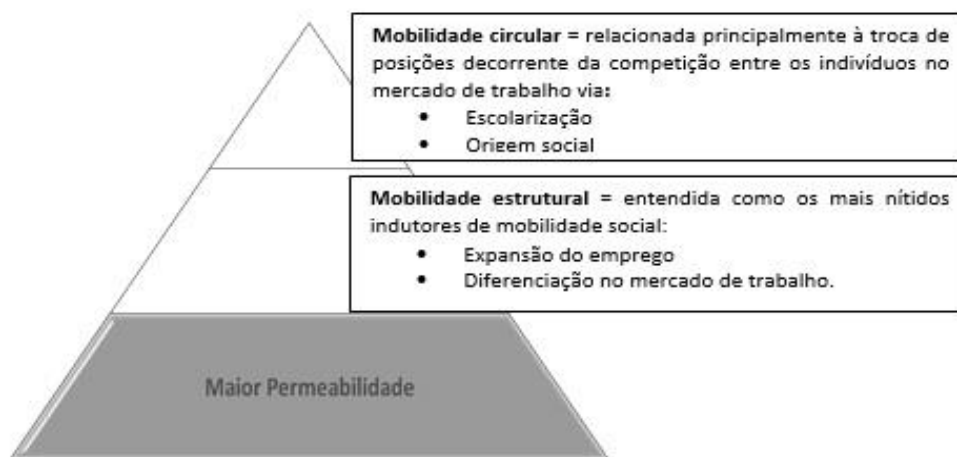 Mobilidade circular = relacionada principalmente à troca de
posições decorrente da competição entre os indivíduos no
mercado de trabalho via:
• Escolarização
• Origem social
Mobilidade estrutural = entendida como os mais nítidos
indutores de mobilidade social:
• Expansão do emprego
• Diferenciação no mercado de trabalho.
Maior Permeabilidade